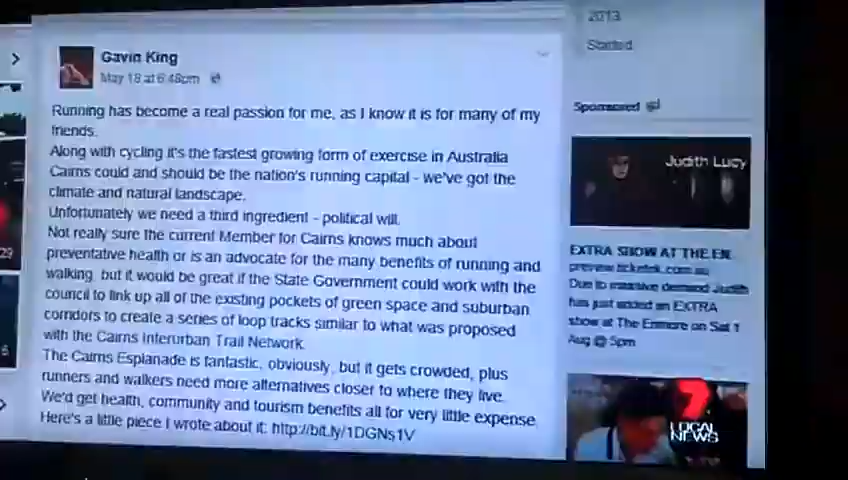 Gavin King
May 18 at 6:48pm
Running has become a real passion for me, as I know it is for many of my
friends.
Along with cycling it's the fastest growing form of exercise in Australia
Cairns could and should be the nation's running capital - we've got the
climate and natural landscape.
Unfortunately we need a third ingredient - political will.
Not really sure the current Member for Cairns knows much about
preventative health or is an advocate for the many benefits of running and
walking, but it would be great if the State Government could work with the
council to link up all of the existing pockets of green space and suburban
corridors to create a series of loop tracks similar to what was proposed
with the Cairns Interurban Trail Network.
The Cairns Esplanade is fantastic, obviously, but it gets crowded, plus
runners and walkers need more alternatives closer to where they live.
We'd get health, community and tourism benefits all for very little expense.
Here's a little piece I wrote about it: http://bit.ly/1DGNs1V
2013
Started
Sponsored
Judith Lucy
EXTRA SHOW AT THE EN
preview.ticketek.com.au
Due to massive demand Judith
has just added an EXTRA
show at The Enmore on Sat 1
Aug @ 5pm
7
LOCAL
NEWS
29